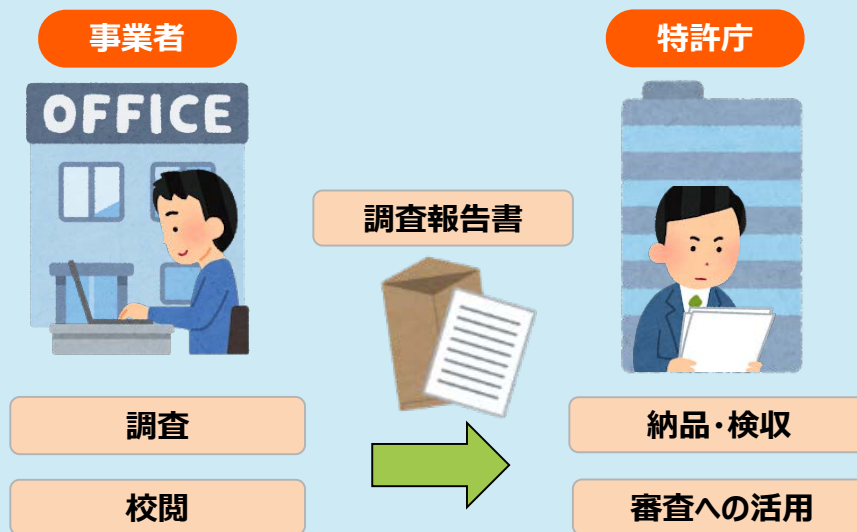 事業者
特許庁
OFFICE
調査報告書
調査
校閲
納品・検収
審査への活用